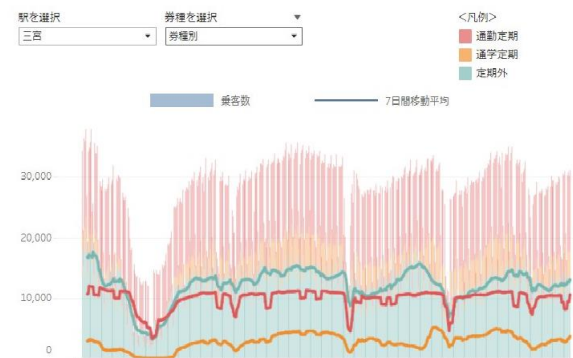 駅を選択
券種を選択
<凡例>
三宮
券種別
通勤定期
通学定期
定期外
乗客数
7日間移動平均
30,000
20,000
10,000
0